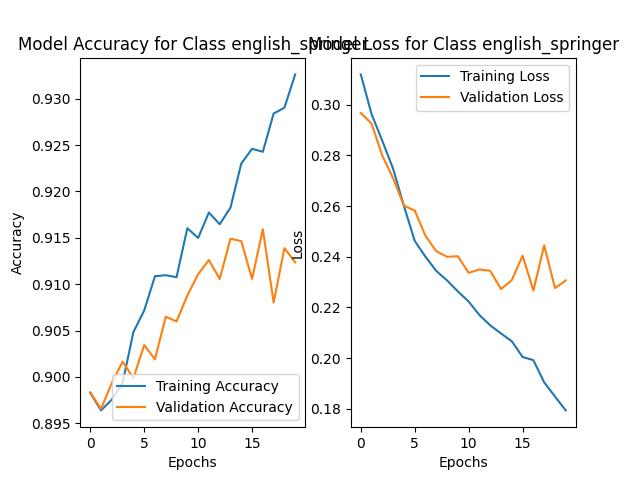 Model Accuracy for Class english_springer
0.930
0.925
0.920
0.915
0.910
0.905
0.900
0.895
Accuracy
0
5
10
15
Epochs
Training Accuracy
Validation Accuracy
Model Loss for Class english_springer
0.30
0.28
0.26
0.24
0.22
0.20
0.18
Loss
0
5
10
15
Epochs
Training Loss
Validation Loss